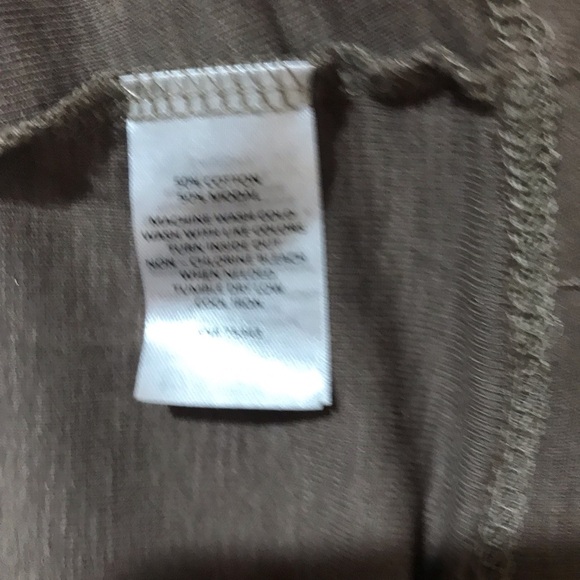 50% COTTON
50% MODAL
MACHINE WASH COLD
WASH WITH LIKE COLORS
TURN INSIDE OUT
NON - CHLORINE BLEACH
WHEN NEEDED
TUMBLE DRY LOW
COOL IRON